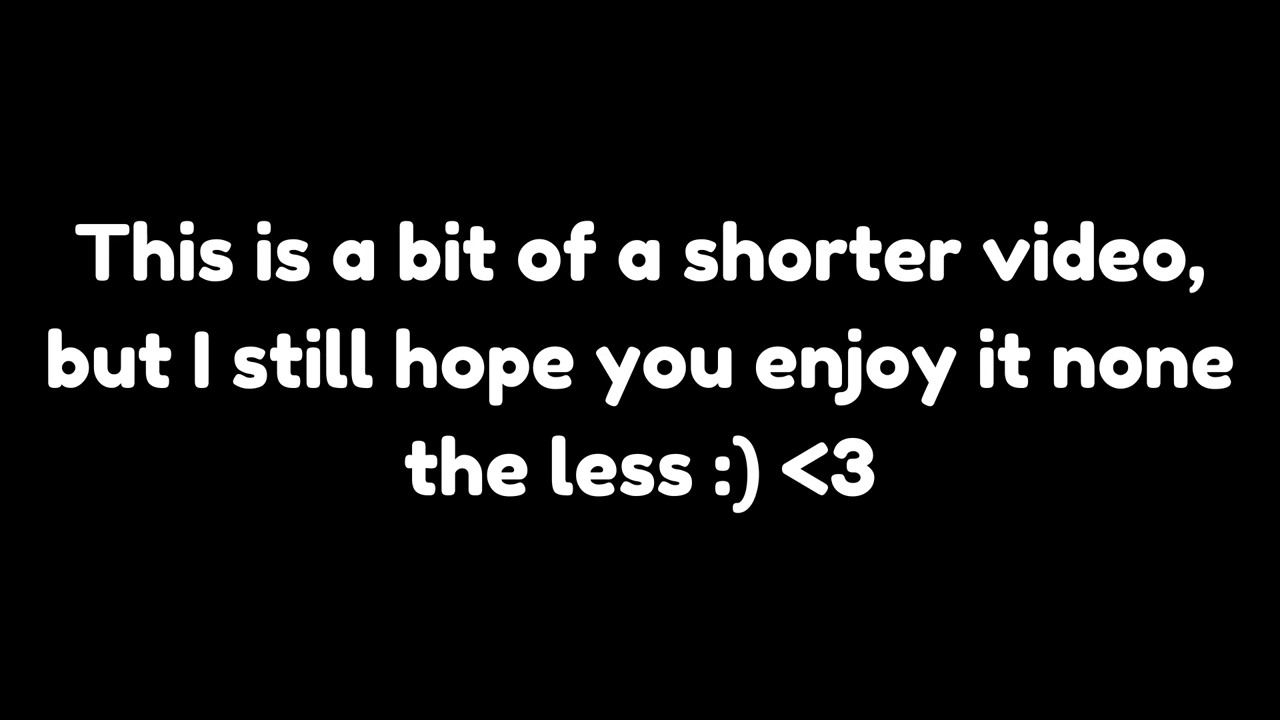 This is a bit of a shorter video,
but I still hope you enjoy it none
the less :) <3